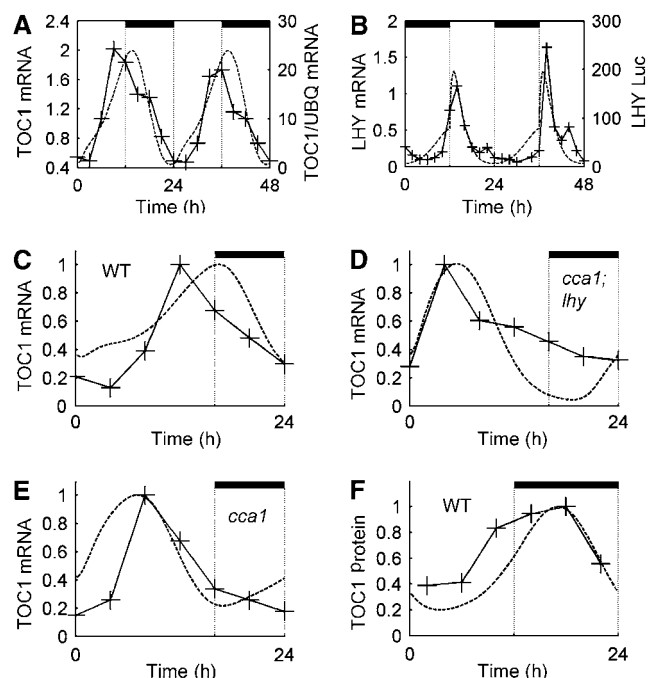 A
2
1.6
1.2
0.8
0.4
0
24
48
30
20
10
0
TOC1 mRNA
TOC1/UBQ mRNA
Time (h)
B
2
1.5
1
0.5
0
0
24
48
300
200
100
0
LHY mRNA
LHY Luc
Time (h)
C
WT
1
0.8
0.6
0.4
0.2
0
0
24
TOC1 mRNA
Time (h)
D
cca1;
lhy
1
0.8
0.6
0.4
0.2
0
0
24
TOC1 mRNA
Time (h)
E
cca1
1
0.8
0.6
0.4
0.2
0
0
24
TOC1 mRNA
Time (h)
F
WT
1
0.8
0.6
0.4
0.2
0
0
24
TOC1 Protein
Time (h)